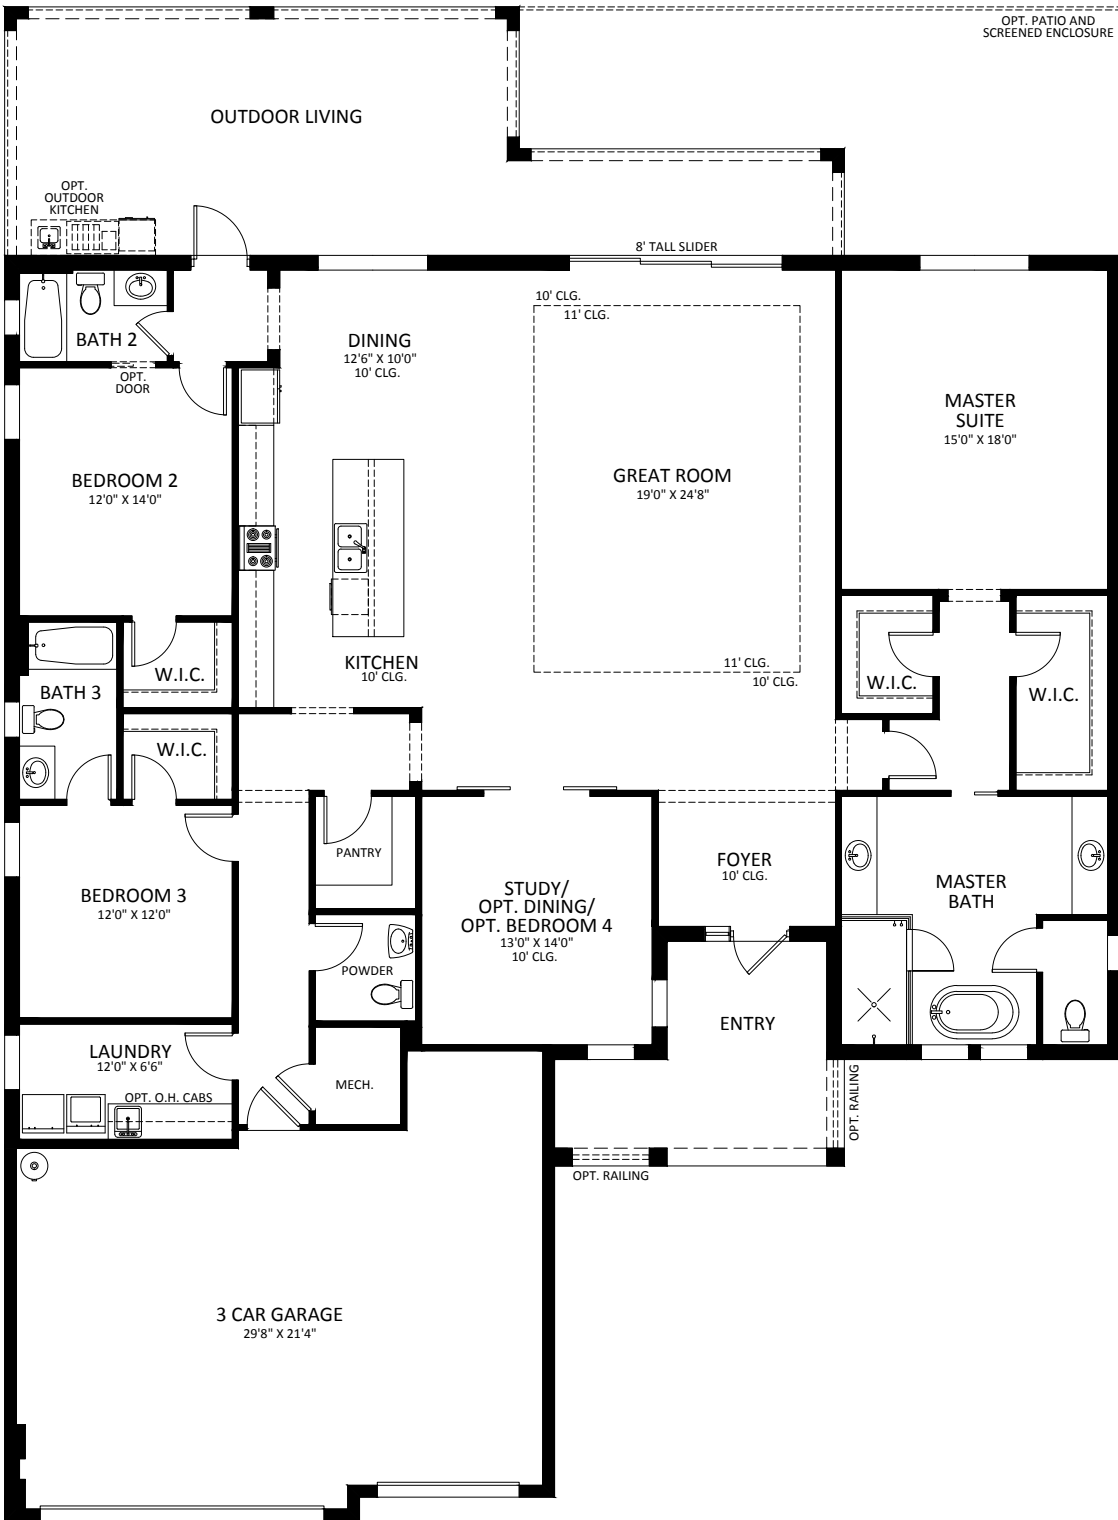 OPT. PATIO AND
SCREENED ENCLOSURE
OUTDOOR LIVING
OPT.
OUTDOOR
KITCHEN
8' TALL SLIDER
10' CLG.
11' CLG.
BATH 2
OPT.
DOOR
DINING
12'6" X 10'0"
10' CLG.
MASTER
SUITE
15'0" X 18'0"
BEDROOM 2
12'0" X 14'0"
GREAT ROOM
19'0" X 24'8"
KITCHEN
10' CLG.
11' CLG.
10' CLG.
W.I.C.
BATH 3
W.I.C.
W.I.C.
W.I.C.
PANTRY
FOYER
10' CLG.
BEDROOM 3
12'0" X 12'0"
STUDY/
OPT. DINING/
OPT. BEDROOM 4
13'0" X 14'0"
10' CLG.
MASTER
BATH
POWDER
ENTRY
LAUNDRY
12'0" X 6'6"
OPT. O.H. CABS
MECH.
OPT. RAILING
OPT. RAILING
3 CAR GARAGE
29'8" X 21'4"